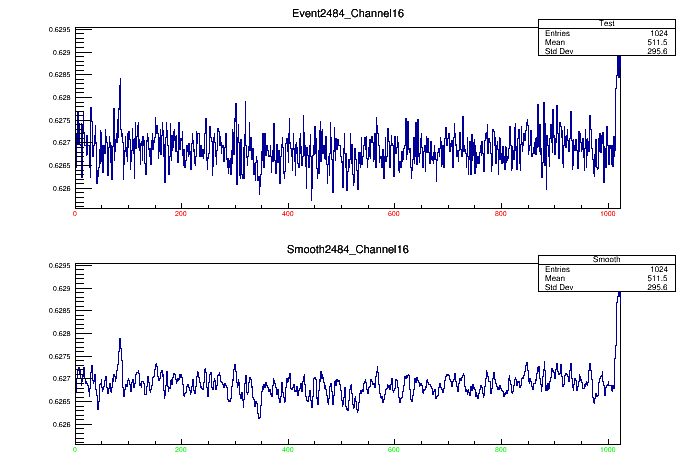 Event2484_Channel16
Test
Entries 1024
Mean 511.5
Std Dev 295.6
0.6295
0.629
0.6285
0.628
0.6275
0.627
0.6265
0.626
0 200 400 600 800 1000
Smooth2484_Channel16
Smooth
Entries 1024
Mean 511.5
Std Dev 295.6
0.6295
0.629
0.6285
0.628
0.6275
0.627
0.6265
0.626
0 200 400 600 800 1000